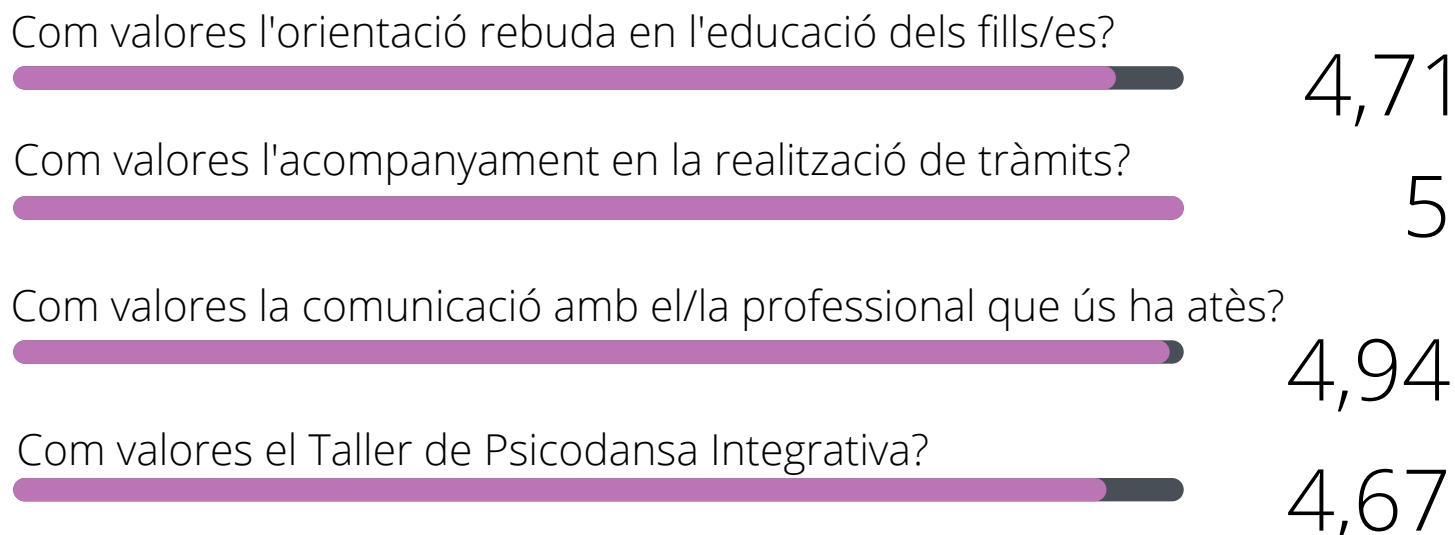 Com valores l'orientació rebuda en l'educació dels fills/es?
4,71
Com valores l'acompanyament en la realització de tràmits?
5
Com valores la comunicació amb el/la professional que ús ha atès?
4,94
Com valores el Taller de Psicodansa Integrativa?
4,67